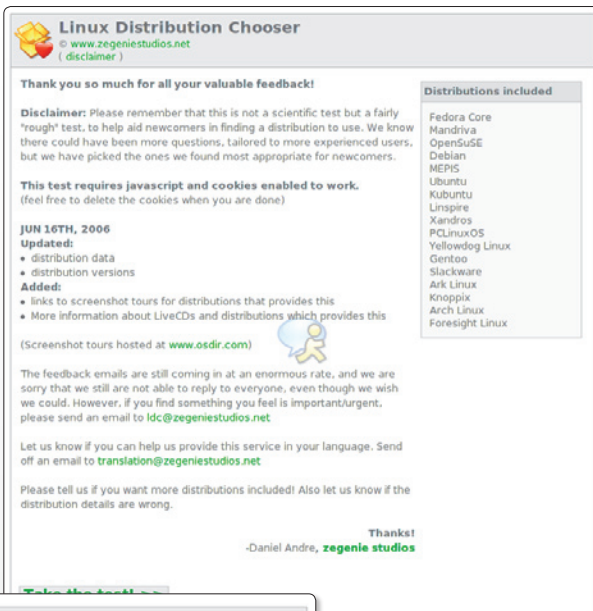 Linux Distribution Chooser
© www.zegeniestudios.net
( disclaimer )
Thank you so much for all your valuable feedback!
Disclaimer: Please remember that this is not a scientific test but a fairly
"rough" test, to help aid newcomers in finding a distribution to use. We know
there could have been more questions, tailored to more experienced users,
but we have picked the ones we found most appropriate for newcomers.
This test requires javascript and cookies enabled to work.
(feel free to delete the cookies when you are done)
JUN 16TH, 2006
Updated:
• distribution data
• distribution versions
Added:
• links to screenshot tours for distributions that provides this
• More information about LiveCDs and distributions which provides this
(Screenshot tours hosted at www.osdir.com)
The feedback emails are still coming in at an enormous rate, and we are
sorry that we still are not able to reply to everyone, even though we wish
we could. However, if you find something you feel is important/urgent,
please send an email to ldc@zegeniestudios.net
Let us know if you can help us provide this service in your language. Send
off an email to translation@zegeniestudios.net
Please tell us if you want more distributions included! Also let us know if the
distribution details are wrong.
Thanks!
-Daniel Andre, zegenie studios
Take the test! >>
Distributions included
Fedora Core
Mandriva
OpenSuSE
Debian
MEPIS
Ubuntu
Kubuntu
Linspire
Xandros
PCLinuxOS
Yellowdog Linux
Gentoo
Slackware
Ark Linux
Knoppix
Arch Linux
Foresight Linux